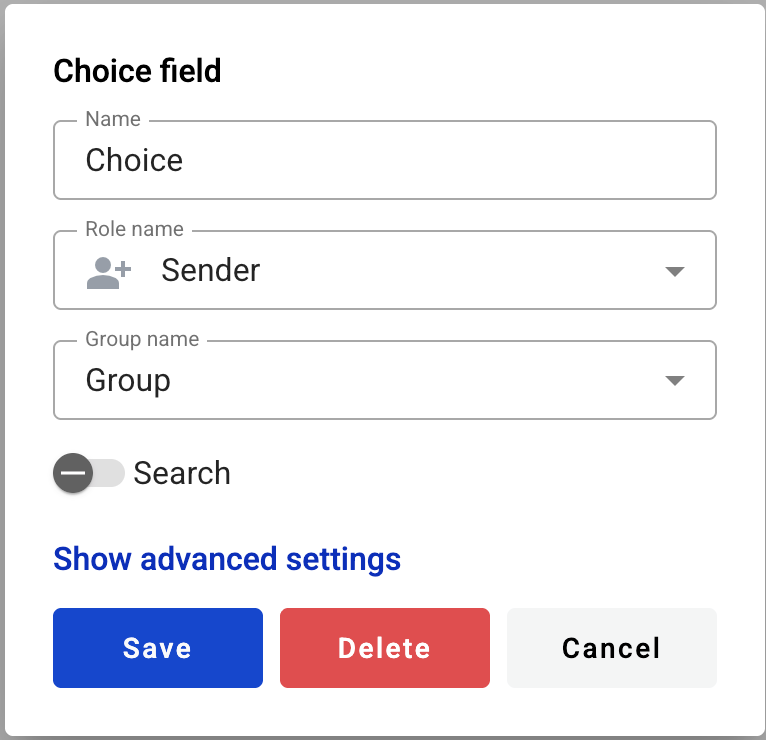 Choice field
Name
Choice
Role name
Sender
Group name
Group
Search
Show advanced settings
Save Delete Cancel